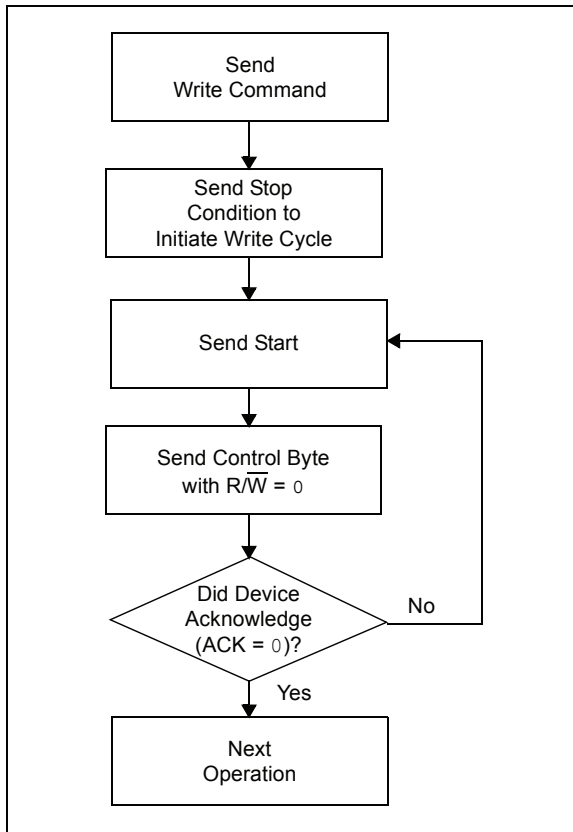 Send
Write Command
Send Stop
Condition to
Initiate Write Cycle
Send Start
Send Control Byte
with R/W̅ = 0
Did Device
Acknowledge
(ACK = 0)?
No
Yes
Next
Operation